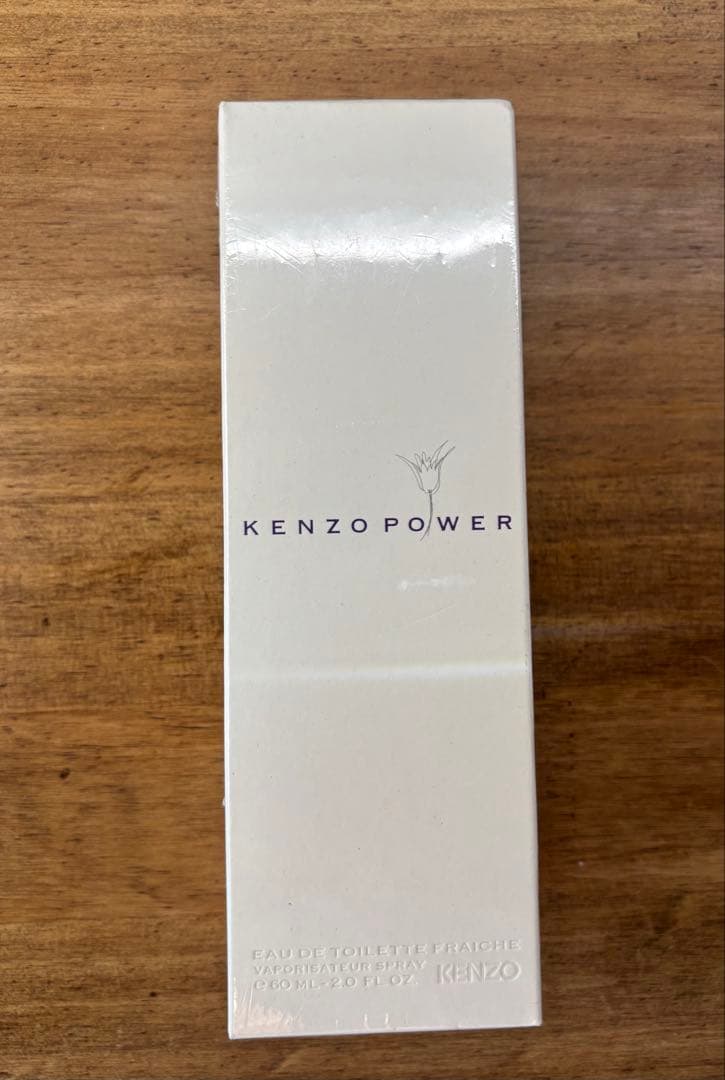 KENZO POWER
EAU DE TOILETTE FRAICHE
VAPORISATEUR SPRAY
e 60 ML - 2.0 FL OZ.
KENZO